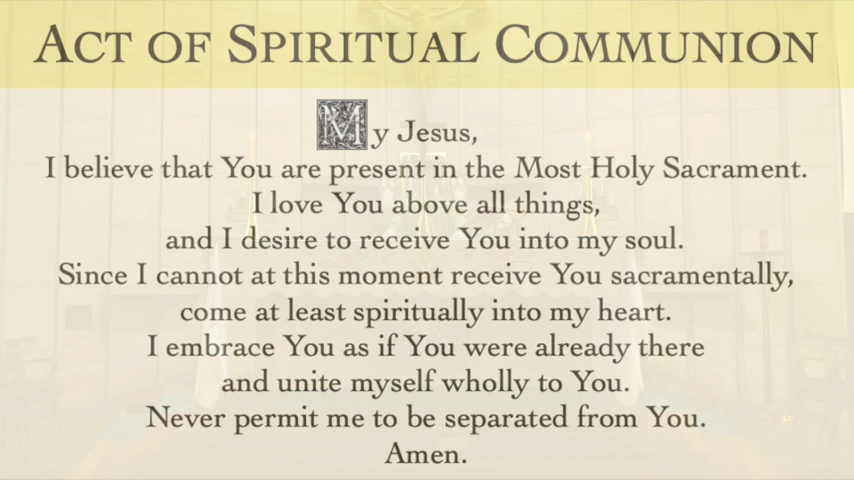 ACT OF SPIRITUAL COMMUNION
My Jesus,
I believe that You are present in the Most Holy Sacrament.
I love You above all things,
and I desire to receive You into my soul.
Since I cannot at this moment receive You sacramentally,
come at least spiritually into my heart.
I embrace You as if You were already there
and unite myself wholly to You.
Never permit me to be separated from You.
Amen.